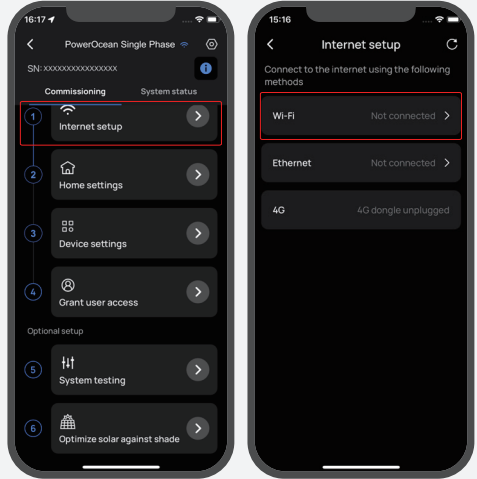 16:17
PowerOcean Single Phase
SN: xxxxxxxxxxxxxxx
Commissioning
System status
1
Internet setup
2
Home settings
3
Device settings
4
Grant user access
Optional setup
5
System testing
6
Optimize solar against shade
15:16
Internet setup
Connect to the internet using the following
methods
Wi-Fi
Not connected
Ethernet
Not connected
4G
4G dongle unplugged